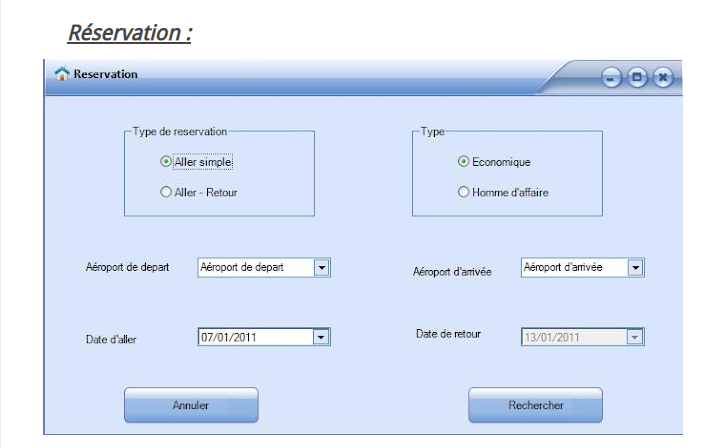 Réservation :
Reservation
Type de reservation
Type
Aller simple
Economique
Aller - Retour
Homme d'affaire
Aéroport de depart
Aéroport de depart
Aéroport d'arrivée
Aéroport d'arrivée
Date d'aller
07/01/2011
Date de retour
13/01/2011
Annuler
Rechercher